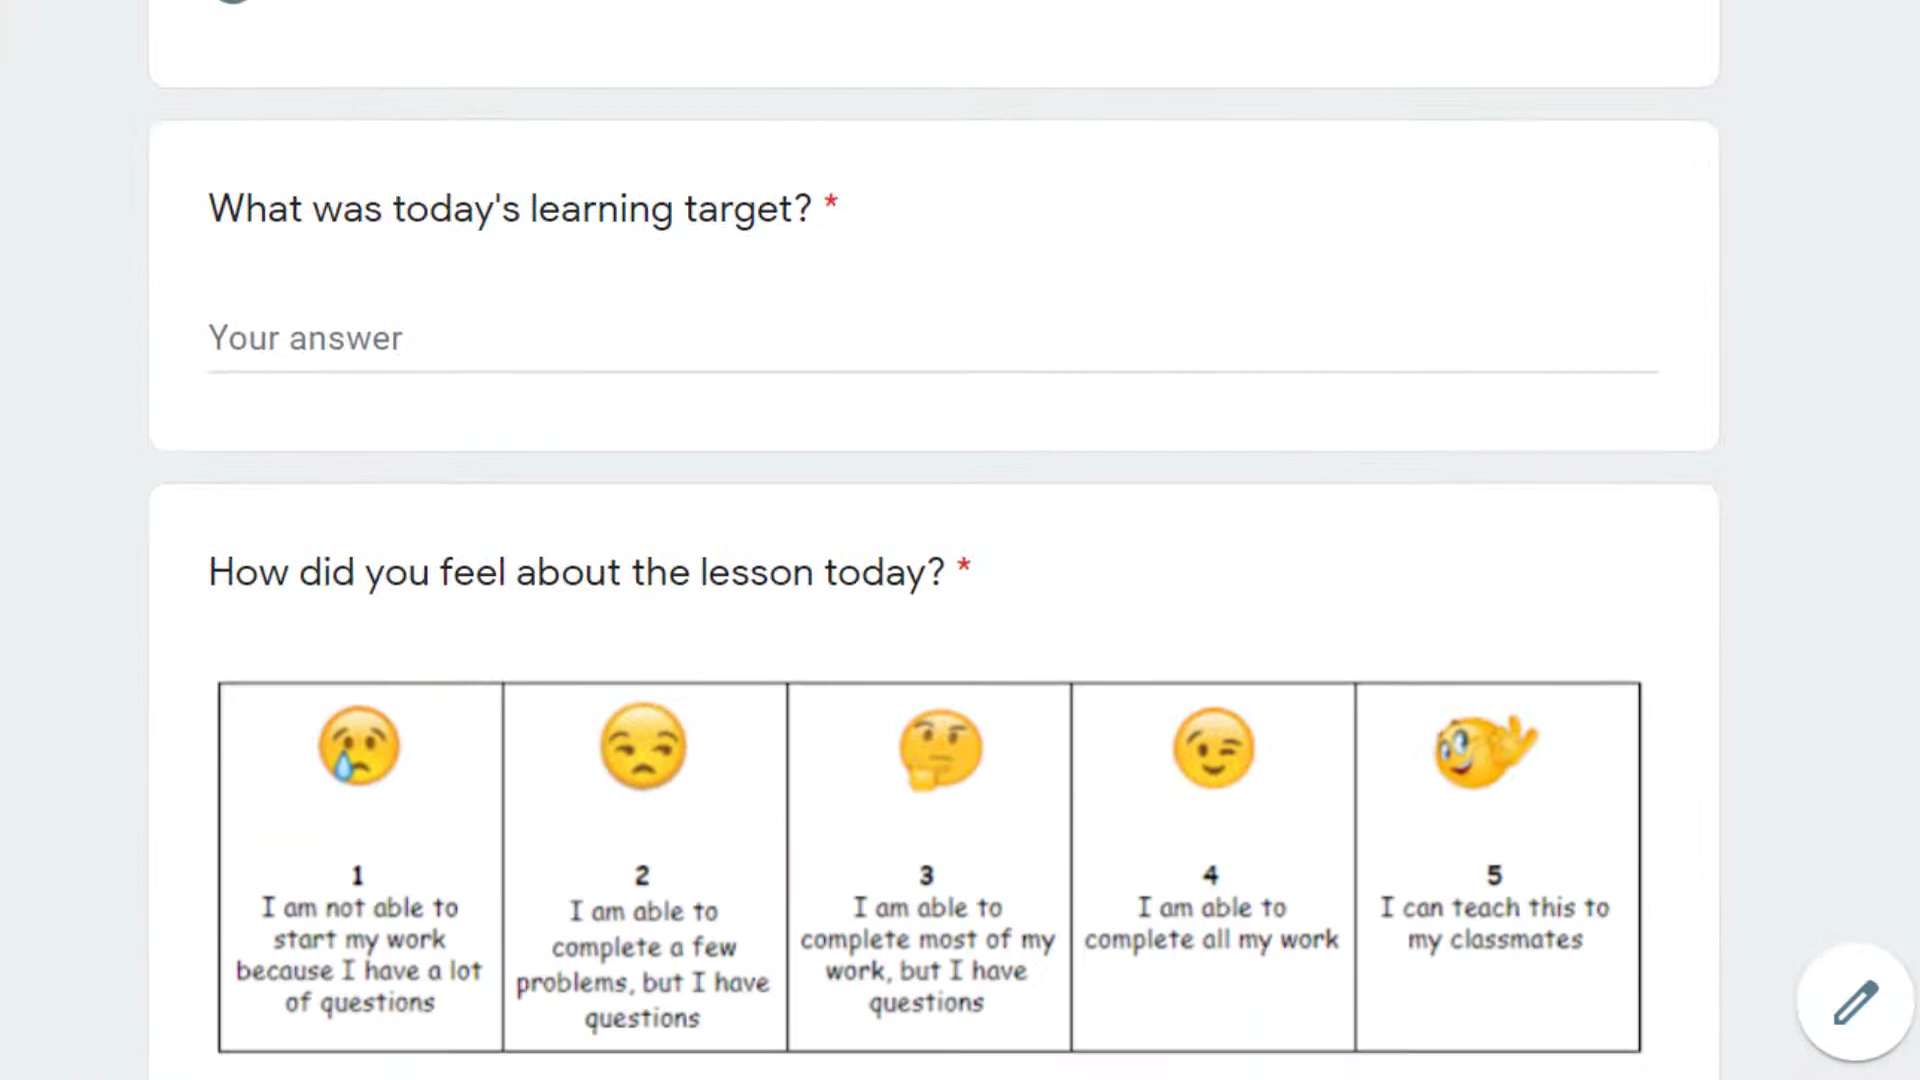 What was today's learning target? *
Your answer
How did you feel about the lesson today? *
1
I am not able to
start my work
because I have a lot
of questions
2
I am able to
complete a few
problems, but I have
questions
3
I am able to
complete most of my
work, but I have
questions
4
I am able to
complete all my work
5
I can teach this to
my classmates